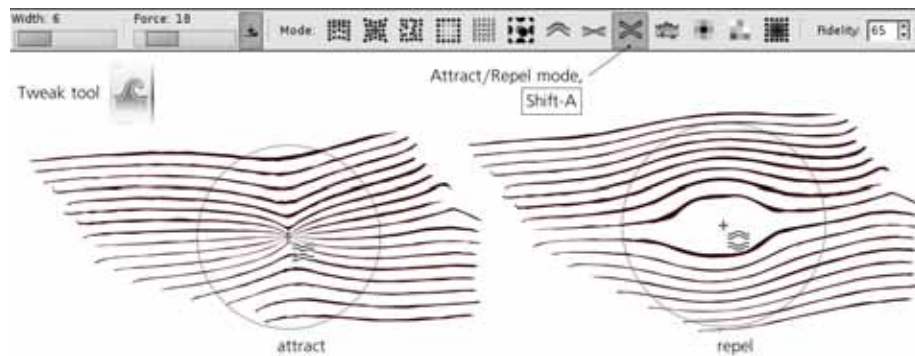 Width: 6 Force: 18 Mode: Fidelity: 65
Attract/Repel mode,
Shift-A
Tweak tool
attract repel